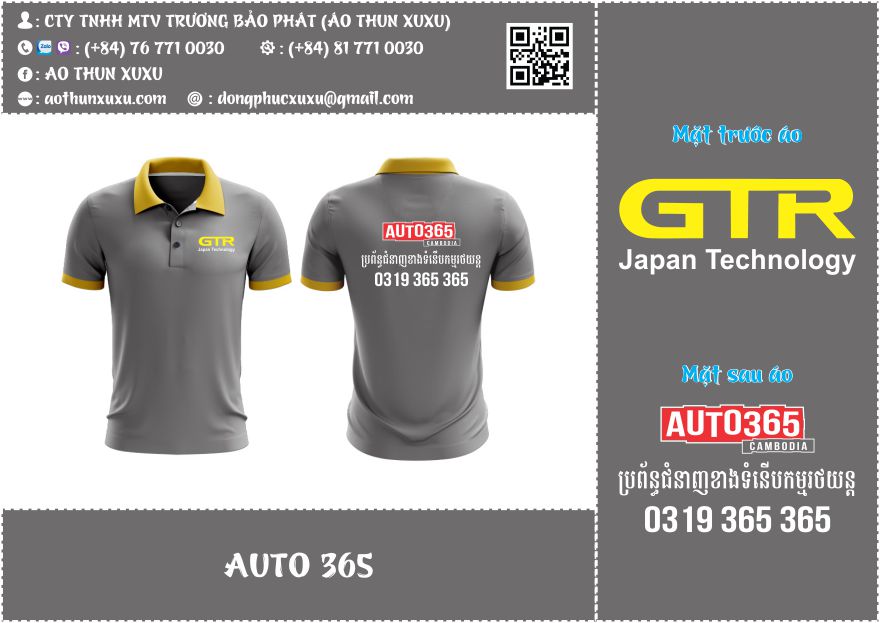 : CTY TNHH MTV TRƯƠNG BẢO PHÁT (ÁO THUN XUXU)
Zalo : (+84) 76 771 0030 : (+84) 81 771 0030
: AO THUN XUXU
: aothunxuxu.com @ : dongphucxuxu@gmail.com
GTR
Japan Technology
AUTO365
CAMBODIA
ប្រព័ន្ធជំនាញខាងទំនើបកម្មរថយន្ត
0319 365 365
AUTO 365
Mặt trước áo
GTR
Japan Technology
Mặt sau áo
AUTO365
CAMBODIA
ប្រព័ន្ធជំនាញខាងទំនើបកម្មរថយន្ត
0319 365 365